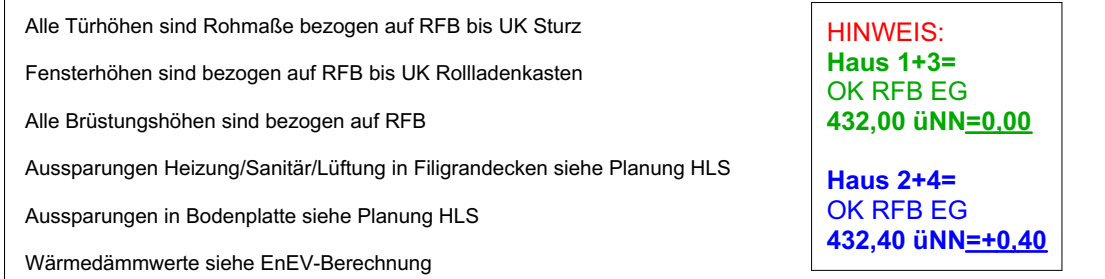 Alle Türhöhen sind Rohmaße bezogen auf RFB bis UK Sturz
Fensterhöhen sind bezogen auf RFB bis UK Rollladenkasten
Alle Brüstungshöhen sind bezogen auf RFB
Aussparungen Heizung/Sanitär/Lüftung in Filigrandecken siehe Planung HLS
Aussparungen in Bodenplatte siehe Planung HLS
Wärmedämmwerte siehe EnEV-Berechnung
HINWEIS:
Haus 1+3=
OK RFB EG
432,00 üNN=0,00
Haus 2+4=
OK RFB EG
432,40 üNN=+0,40